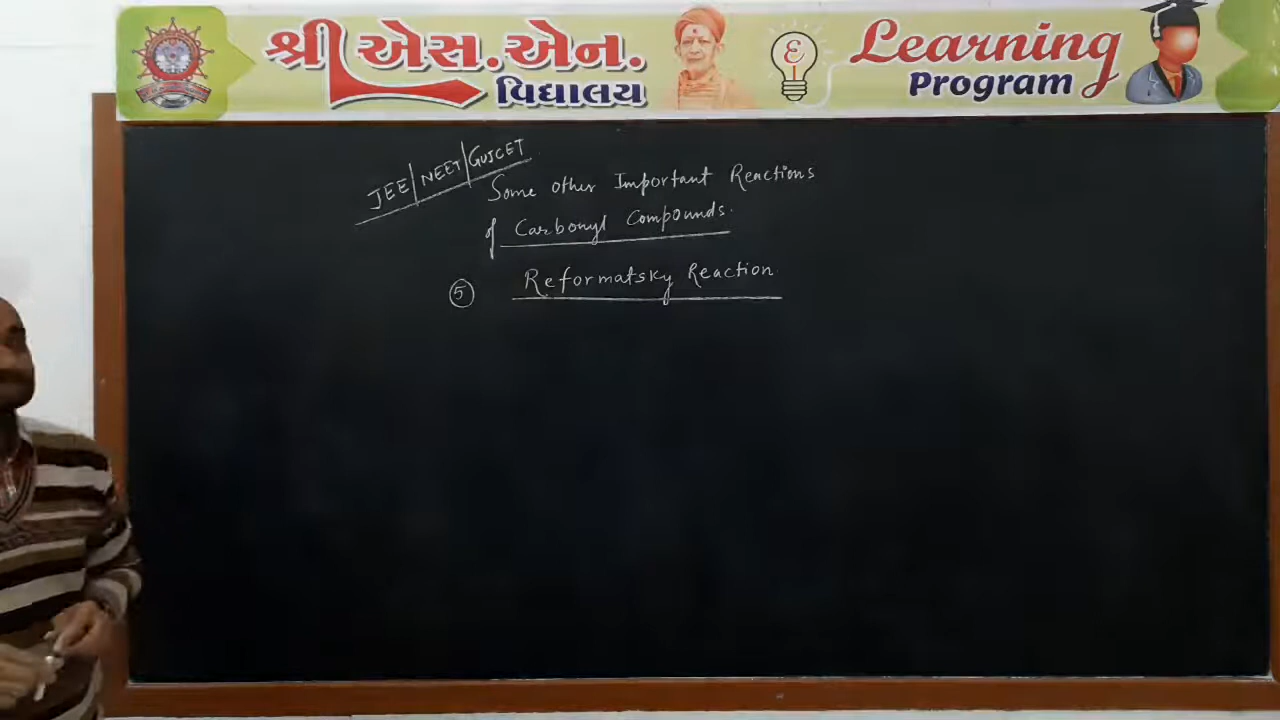 શ્રી એસ.એન.
વિદ્યાલય
ε
Learning
Program
JEE|NEET|GUJCET
Some other Important Reactions
of Carbonyl Compounds.
⑤ Reformatsky Reaction